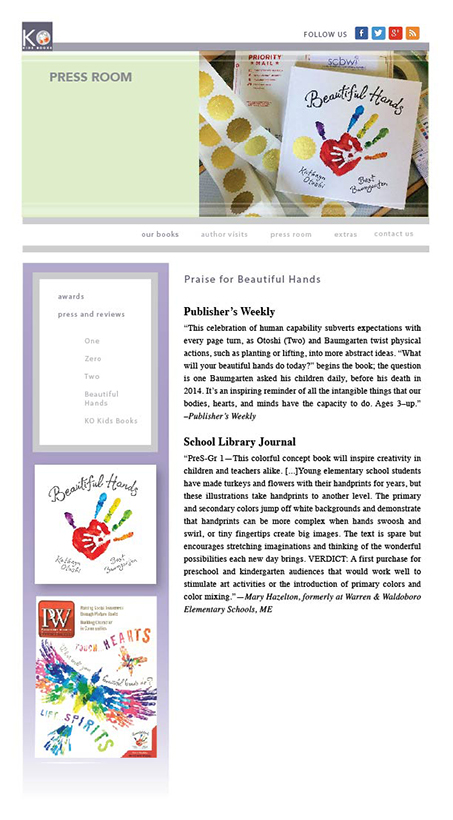 KO
KIDS BOOKS
FOLLOW US
PRESS ROOM
PRIORITY
MAIL
scbwi
Beautiful Hands
Kathryn
Otoshi
Bret
Baumgarten
our books
author visits
press room
extras
contact us
awards
press and reviews
One
Zero
Two
Beautiful
Hands
KO Kids Books
Praise for Beautiful Hands
Publisher’s Weekly
“This celebration of human capability subverts expectations with
every page turn, as Otoshi (Two) and Baumgarten twist physical
actions, such as planting or lifting, into more abstract ideas. “What
will your beautiful hands do today?” begins the book; the question
is one Baumgarten asked his children daily, before his death in
2014. It’s an inspiring reminder of all the intangible things that our
bodies, hearts, and minds have the capacity to do. Ages 3–up.”
–Publisher’s Weekly
School Library Journal
“PreS-Gr 1—This colorful concept book will inspire creativity in
children and teachers alike. [...]Young elementary school students
have made turkeys and flowers with their handprints for years, but
these illustrations take handprints to another level. The primary
and secondary colors jump off white backgrounds and demonstrate
that handprints can be more complex when hands swoosh and
swirl, or tiny fingertips create big images. The text is spare but
encourages stretching imaginations and thinking of the wonderful
possibilities each new day brings. VERDICT: A first purchase for
preschool and kindergarten audiences that would work well to
stimulate art activities or the introduction of primary colors and
color mixing.”—Mary Hazelton, formerly at Warren & Waldoboro
Elementary Schools, ME
Beautiful Hands
Kathryn
Otoshi
Bret
Baumgarten
PW
TOUCH HEARTS
LIFT SPIRITS